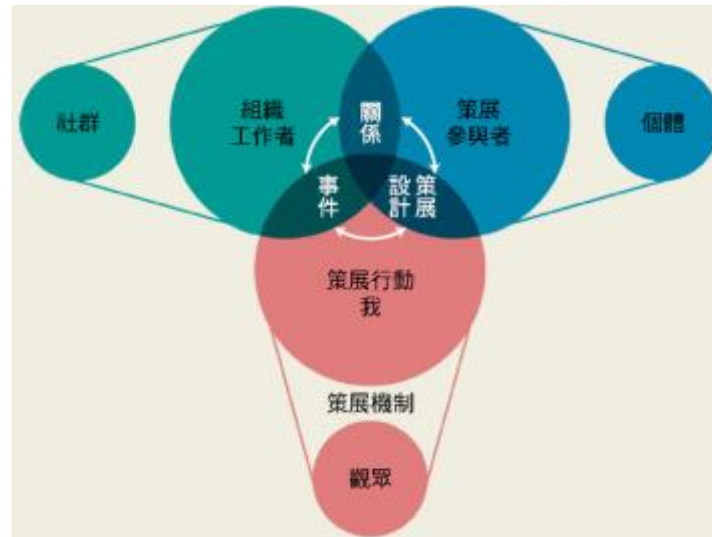 社群
組織
工作者
關係
策展
參與者
個體
事件
策展
設計
策展行動
我
策展機制
觀眾